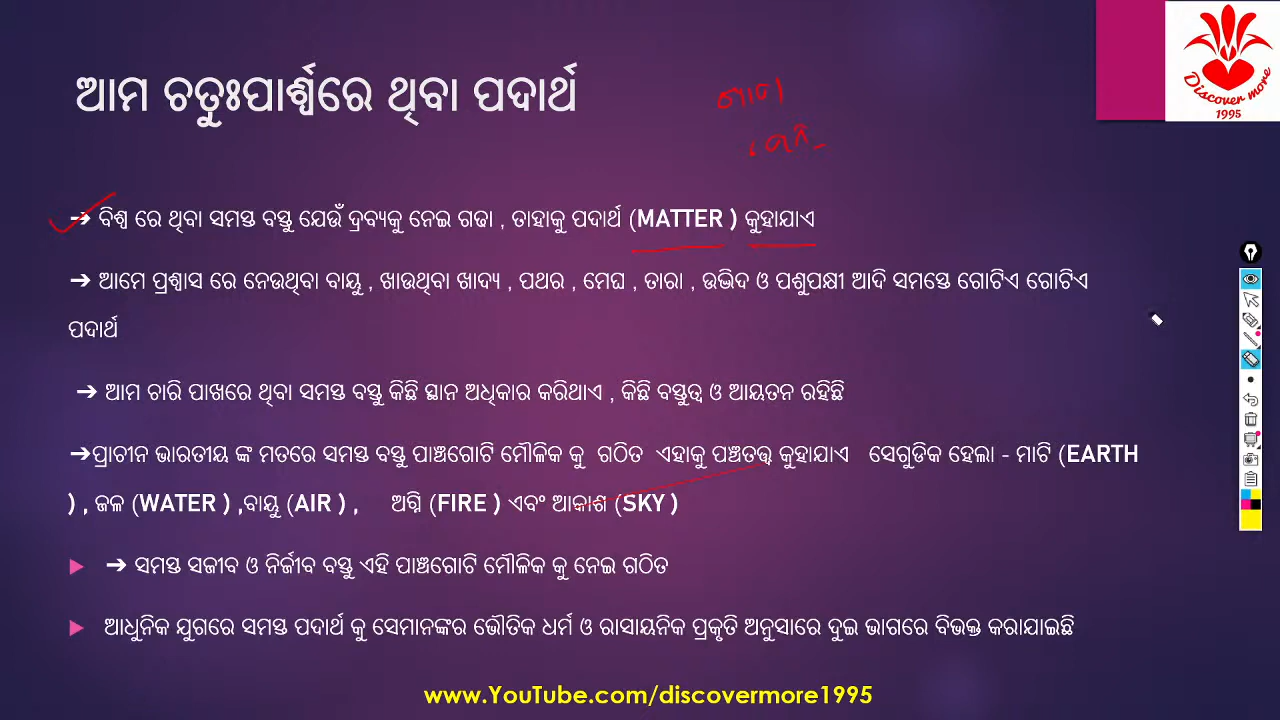 ଆମ ଚତୁଃପାର୍ଶ୍ୱରେ ଥିବା ପଦାର୍ଥ
Discover more
1995
➔ ବିଶ୍ୱ ରେ ଥିବା ସମସ୍ତ ବସ୍ତୁ ଯେଉଁ ଦ୍ରବ୍ୟକୁ ନେଇ ଗଢା , ତାହାକୁ ପଦାର୍ଥ (MATTER ) କୁହାଯାଏ
➔ ଆମେ ପ୍ରଶ୍ୱାସ ରେ ନେଉଥିବା ବାୟୁ , ଖାଉଥିବା ଖାଦ୍ୟ , ପଥର , ମେଘ , ତାରା , ଉଦ୍ଭିଦ ଓ ପଶୁପକ୍ଷୀ ଆଦି ସମସ୍ତେ ଗୋଟିଏ ଗୋଟିଏ
ପଦାର୍ଥ
➔ ଆମ ଚାରି ପାଖରେ ଥିବା ସମସ୍ତ ବସ୍ତୁ କିଛି ସ୍ଥାନ ଅଧିକାର କରିଥାଏ , କିଛି ବସ୍ତୁତ୍ୱ ଓ ଆୟତନ ରହିଛି
➔ପ୍ରାଚୀନ ଭାରତୀୟ ଙ୍କ ମତରେ ସମସ୍ତ ବସ୍ତୁ ପାଞ୍ଚଗୋଟି ମୌଳିକ କୁ ଗଠିତ ଏହାକୁ ପଞ୍ଚତତ୍ତ୍ୱ କୁହାଯାଏ ସେଗୁଡିକ ହେଲା - ମାଟି (EARTH
) , ଜଳ (WATER ) ,ବାୟୁ (AIR ) , ଅଗ୍ନି (FIRE ) ଏବଂ ଆକାଶ (SKY )
➔ ସମସ୍ତ ସଜୀବ ଓ ନିର୍ଜୀବ ବସ୍ତୁ ଏହି ପାଞ୍ଚଗୋଟି ମୌଳିକ କୁ ନେଇ ଗଠିତ
ଆଧୁନିକ ଯୁଗରେ ସମସ୍ତ ପଦାର୍ଥ କୁ ସେମାନଙ୍କର ଭୌତିକ ଧର୍ମ ଓ ରାସାୟନିକ ପ୍ରକୃତି ଅନୁସାରେ ଦୁଇ ଭାଗରେ ବିଭକ୍ତ କରାଯାଇଛି
www.YouTube.com/discovermore1995